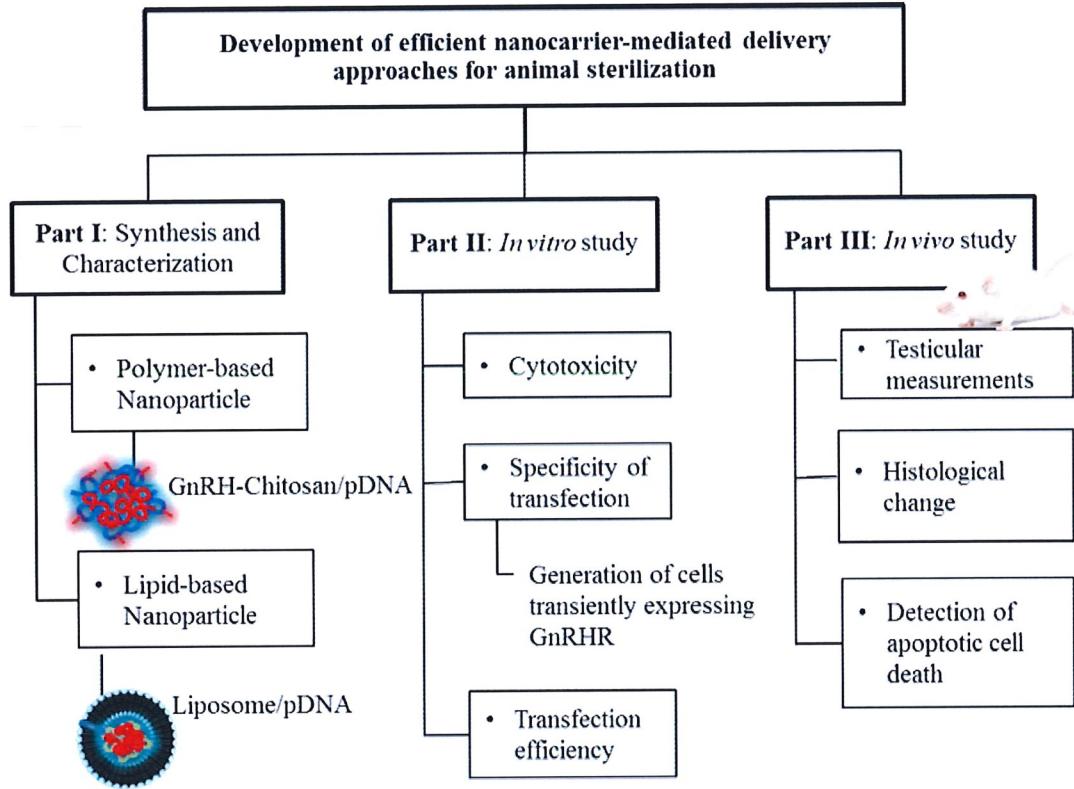 Development of efficient nanocarrier-mediated delivery
approaches for animal sterilization
Part I: Synthesis and
Characterization
• Polymer-based
Nanoparticle
GnRH-Chitosan/pDNA
• Lipid-based
Nanoparticle
Liposome/pDNA
Part II: In vitro study
• Cytotoxicity
• Specificity of
transfection
Generation of cells
transiently expressing
GnRHR
• Transfection
efficiency
Part III: In vivo study
• Testicular
measurements
• Histological
change
• Detection of
apoptotic cell
death